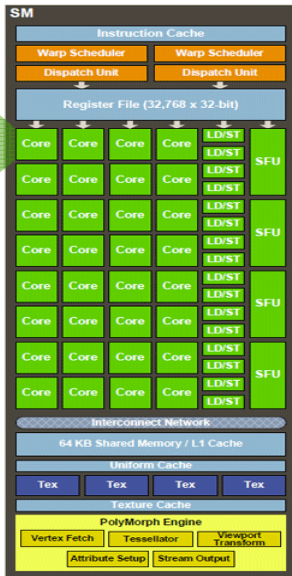 SM
Instruction Cache
Warp Scheduler Warp Scheduler
Dispatch Unit Dispatch Unit
Register File (32,768 x 32-bit)
Core Core Core Core LD/ST SFU
LD/ST
Core Core Core Core LD/ST
LD/ST
Core Core Core Core LD/ST SFU
LD/ST
Core Core Core Core LD/ST
LD/ST
Core Core Core Core LD/ST SFU
LD/ST
Core Core Core Core LD/ST
LD/ST
Core Core Core Core LD/ST SFU
LD/ST
Core Core Core Core LD/ST
LD/ST
Interconnect Network
64 KB Shared Memory / L1 Cache
Uniform Cache
Tex Tex Tex Tex
Texture Cache
PolyMorph Engine
Vertex Fetch Tessellator Viewport Transform
Attribute Setup Stream Output